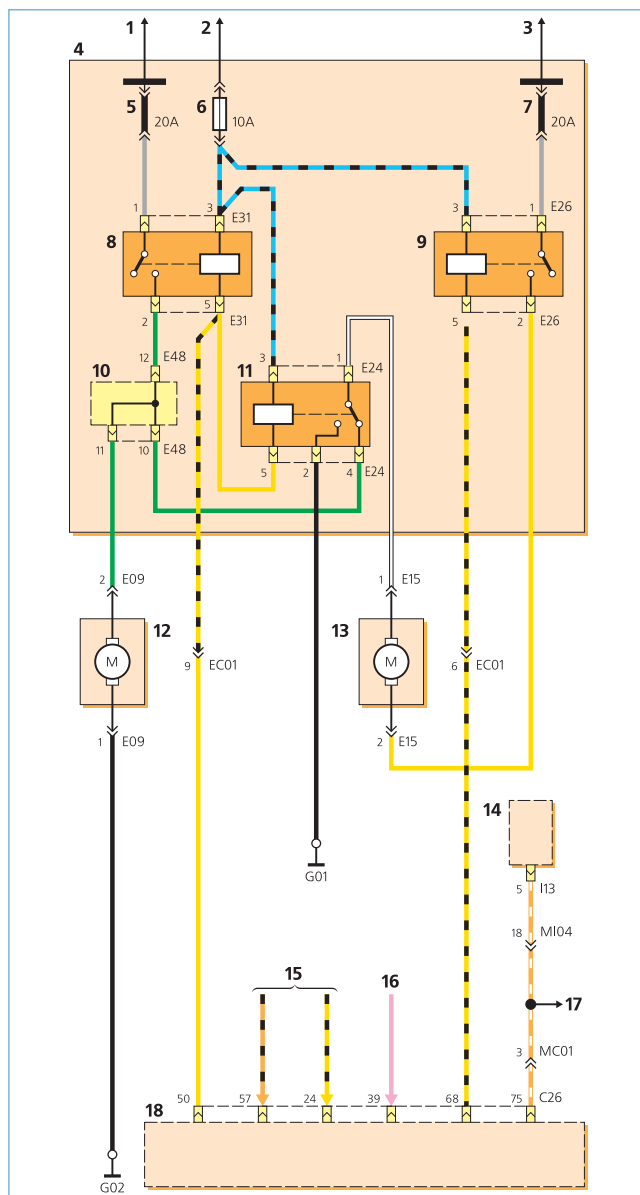 1 2 3
4
5 20A 6 10A 7 20A
1 3 E31 3 1 E26
8 9
2 5 E31 5 2 E26
12 E48 3 1 E24
10 11
11 10 E48 5 2 4 E24
2 E09 1 E15
12 M 13 M
9 EC01 6 EC01
1 E09 2 E15
14
G01
5 I13
18 MI04
15 16
17
3 MC01
50 57 24 39 68 75 C26
18
G02